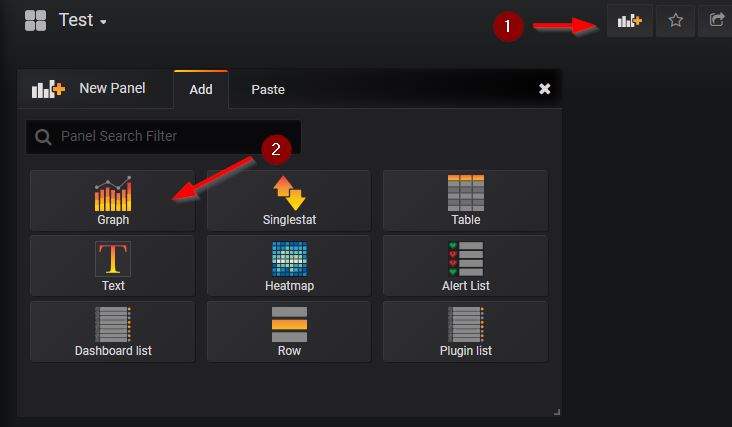 Test
1
New Panel
Add
Paste
Panel Search Filter
2
Graph
Singlestat
Table
T
Text
Heatmap
Alert List
Dashboard list
Row
Plugin list